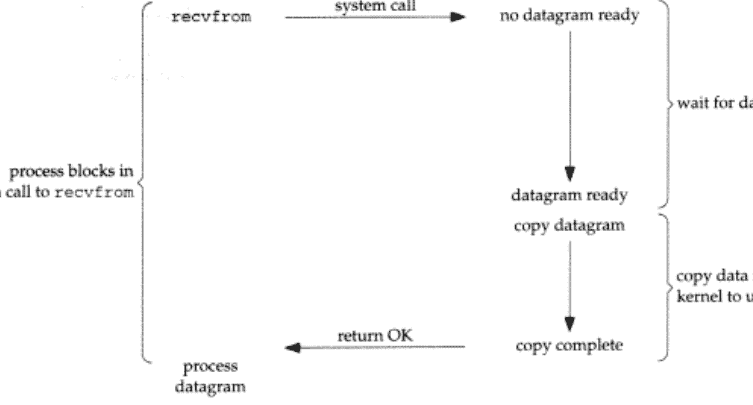 recvfrom
system call
no datagram ready
wait for da
process blocks in
call to recvfrom
datagram ready
copy datagram
copy data
kernel to u
return OK
copy complete
process
datagram